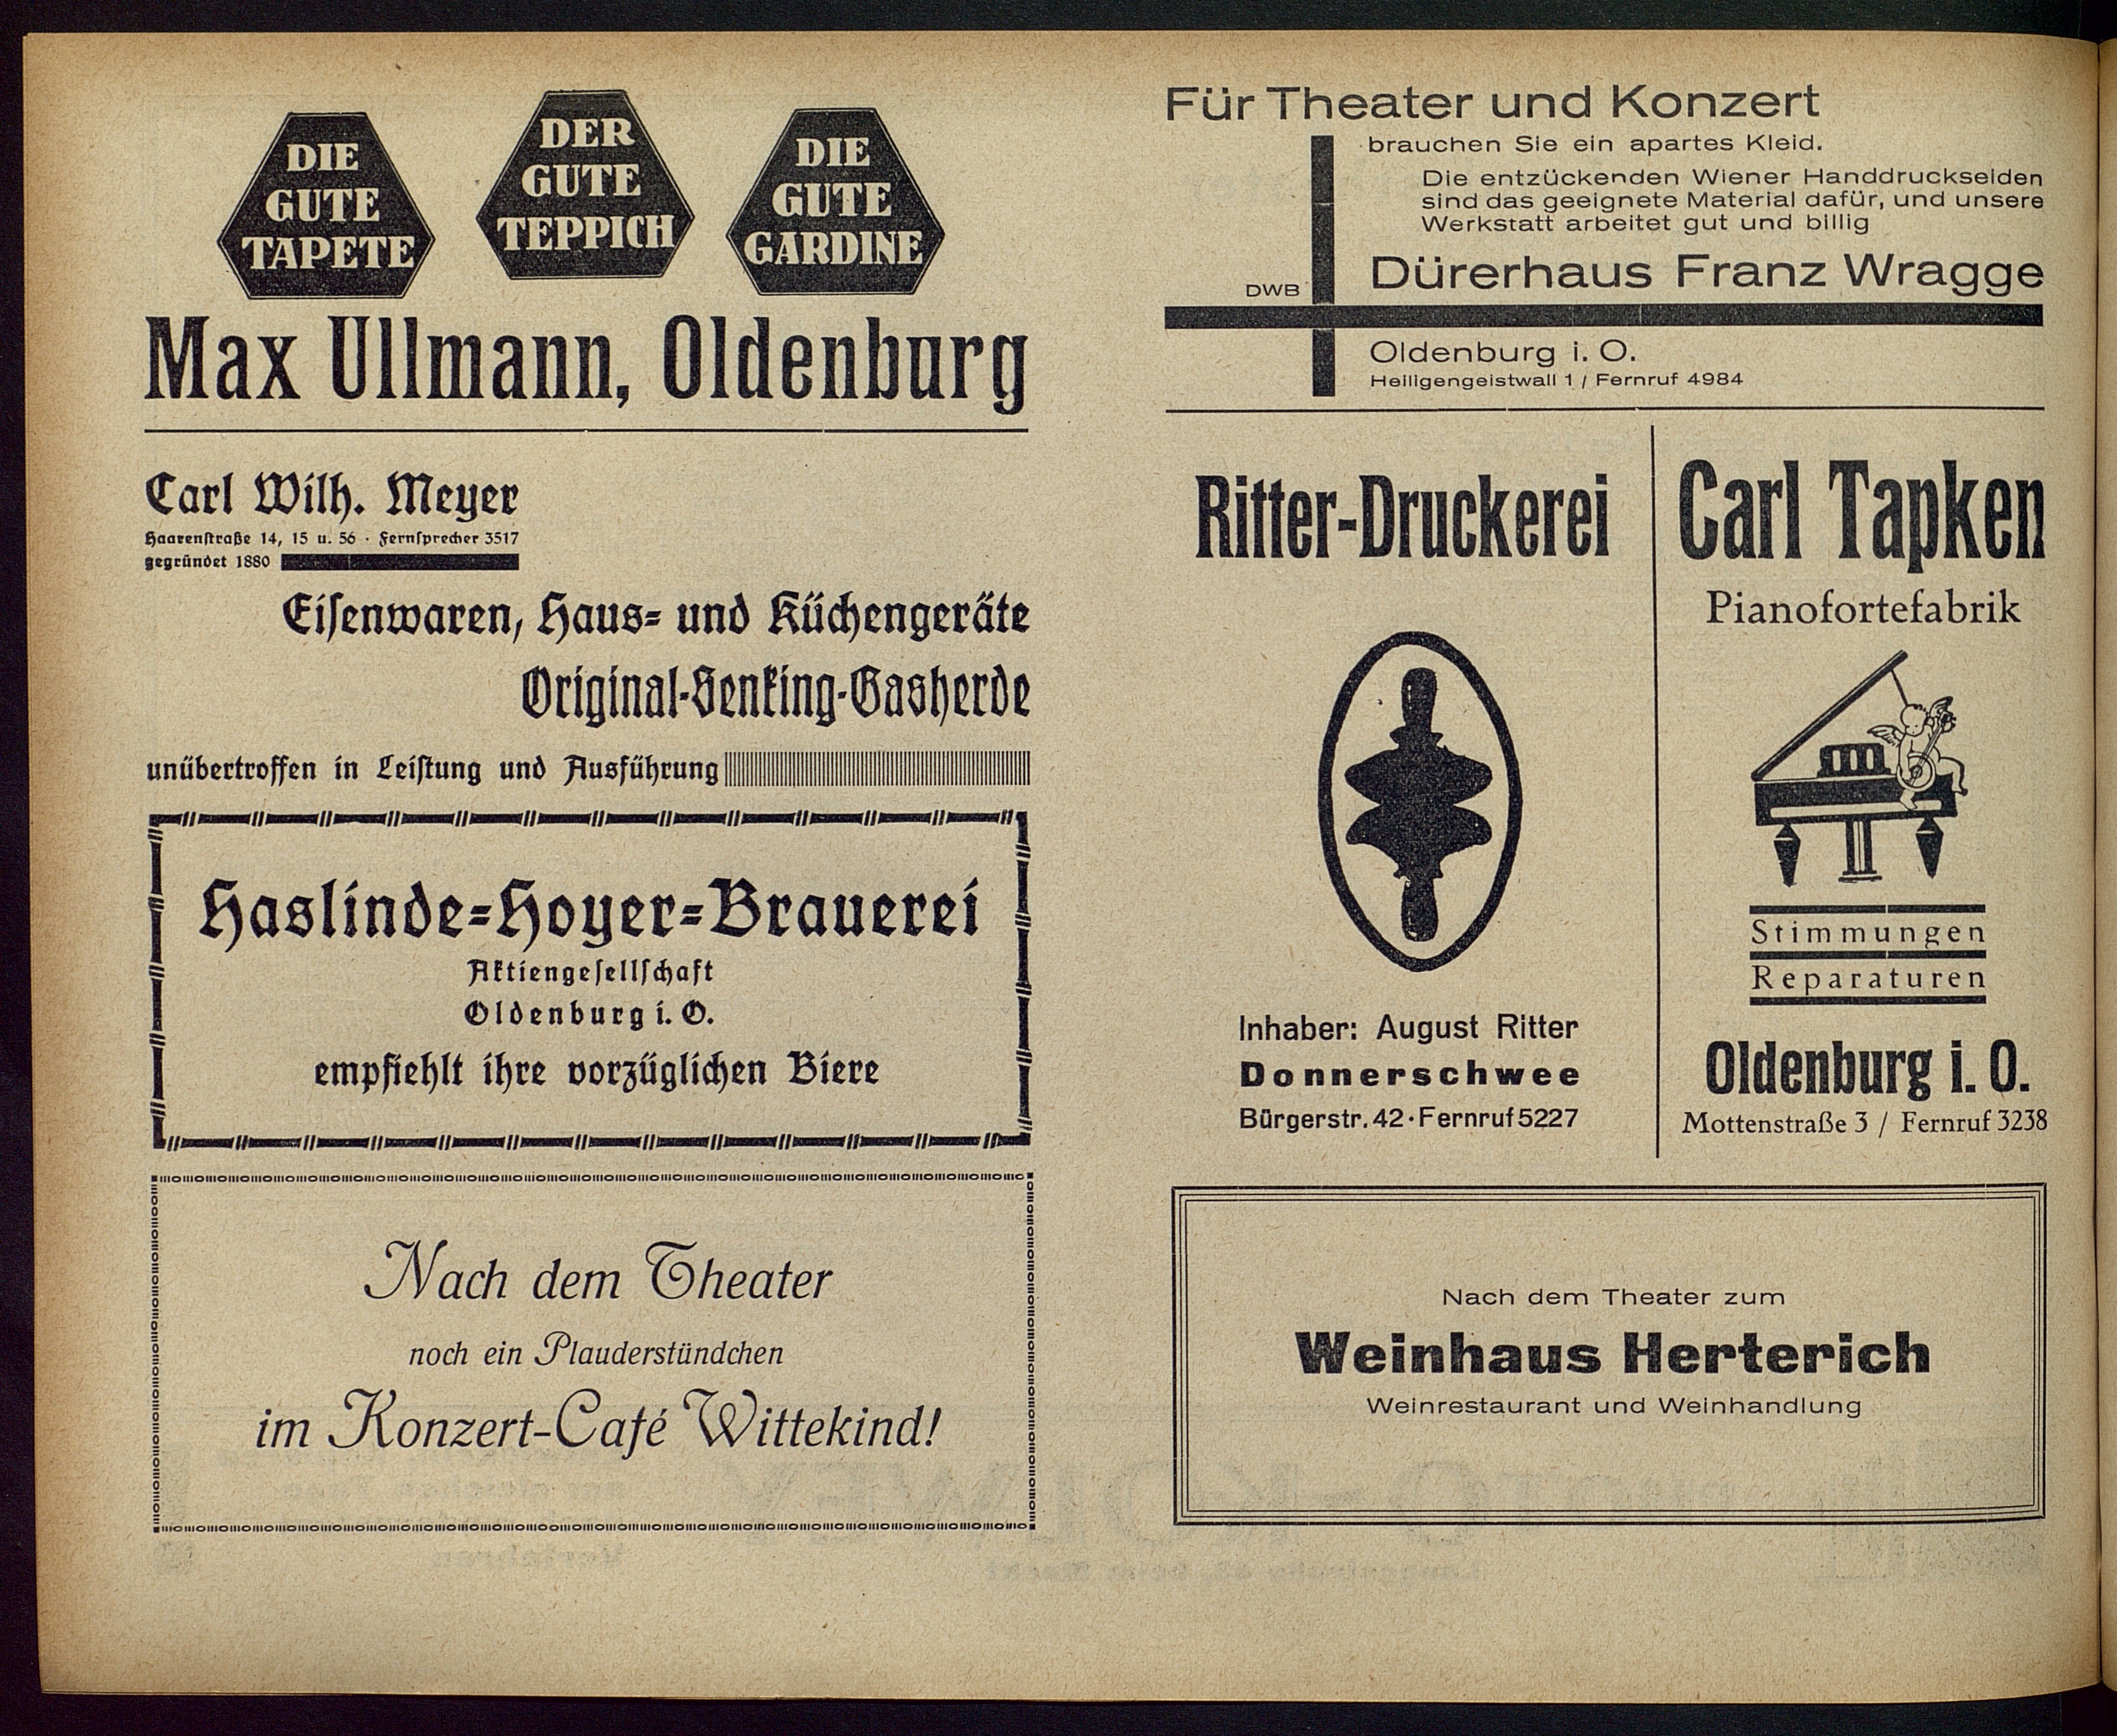 DIE
GUTE
TAPETE
DER
GUTE
TEPPICH
DIE
GUTE
GARDINE
Max Ullmann, Oldenburg
Carl Wilh. Meyer
Haarenſtraße 14, 15 u. 56 · Fernſprecher 3517
gegründet 1880
Eiſenwaren, Haus- und Küchengeräte
Original-Senking-Gasherde
unübertroffen in Leiſtung und Ausführung
Haslinde-Hoyer-Brauerei
Aktiengeſellſchaft
Oldenburg i. O.
empfiehlt ihre vorzüglichen Biere
Nach dem Theater
noch ein Plauderstündchen
im Konzert-Café Wittekind!
Für Theater und Konzert
brauchen Sie ein apartes Kleid.
Die entzückenden Wiener Handdruckseiden
sind das geeignete Material dafür, und unsere
Werkstatt arbeitet gut und billig
DWB
Dürerhaus Franz Wragge
Oldenburg i. O.
Heiligengeistwall 1 / Fernruf 4984
Ritter-Druckerei
Inhaber: August Ritter
Donnerschwee
Bürgerstr. 42 · Fernruf 5227
Carl Tapken
Pianofortefabrik
Stimmungen
Reparaturen
Oldenburg i. O.
Mottenstraße 3 / Fernruf 3238
Nach dem Theater zum
Weinhaus Herterich
Weinrestaurant und Weinhandlung